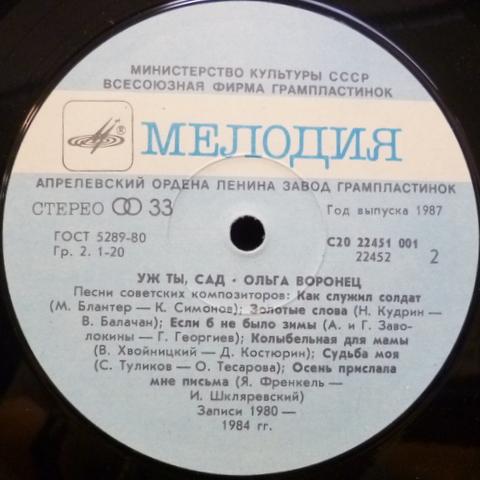 МИНИСТЕРСТВО КУЛЬТУРЫ СССР
ВСЕСОЮЗНАЯ ФИРМА ГРАМПЛАСТИНОК
® МЕЛОДИЯ
АПРЕЛЕВСКИЙ ОРДЕНА ЛЕНИНА ЗАВОД ГРАМПЛАСТИНОК
СТЕРЕО 33
Год выпуска 1987
ГОСТ 5289-80
Гр. 2. 1-20
С20 22451 001
22452 2
УЖ ТЫ, САД · ОЛЬГА ВОРОНЕЦ
Песни советских композиторов: Как служил солдат
(М. Блантер — К. Симонов); Золотые слова (Н. Кудрин —
В. Балачан); Если б не было зимы (А. и Г. Заво-
локины — Г. Георгиев); Колыбельная для мамы
(В. Хвойницкий — Д. Костюрин); Судьба моя
(С. Туликов — О. Тесарова); Осень прислала
мне письма (Я. Френкель —
И. Шкляревский)
Записи 1980 —
1984 гг.